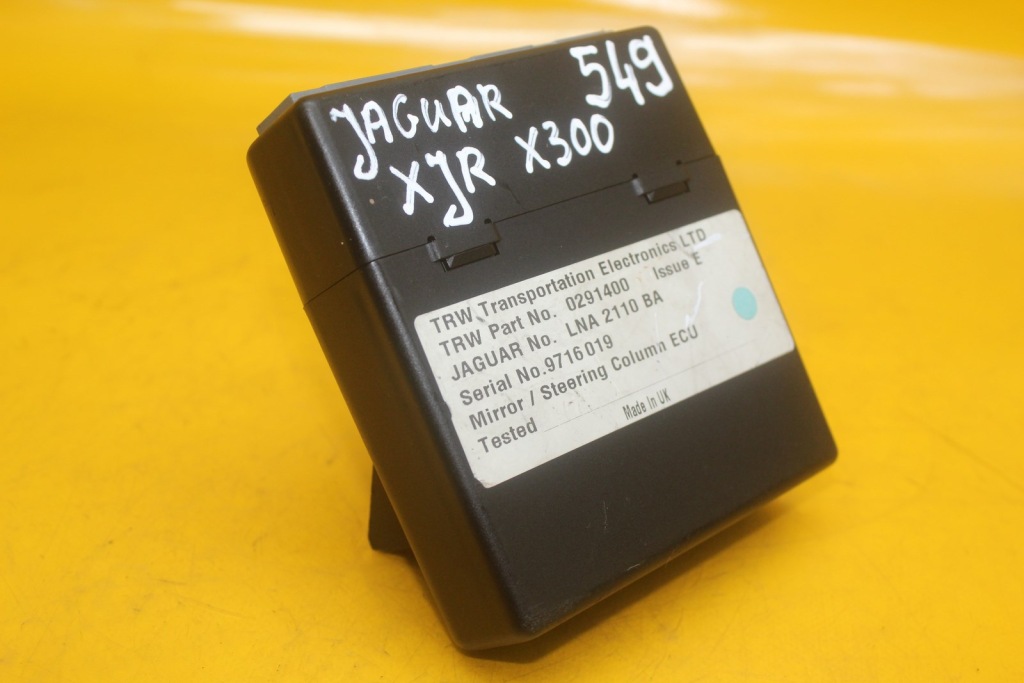 JAGUAR 549
XJR X300
TRW Transportation Electronics LTD
TRW Part No. 0291400 Issue E
JAGUAR No. LNA 2110 BA
Serial No.9716019
Mirror / Steering Column ECU
Tested
Made In UK